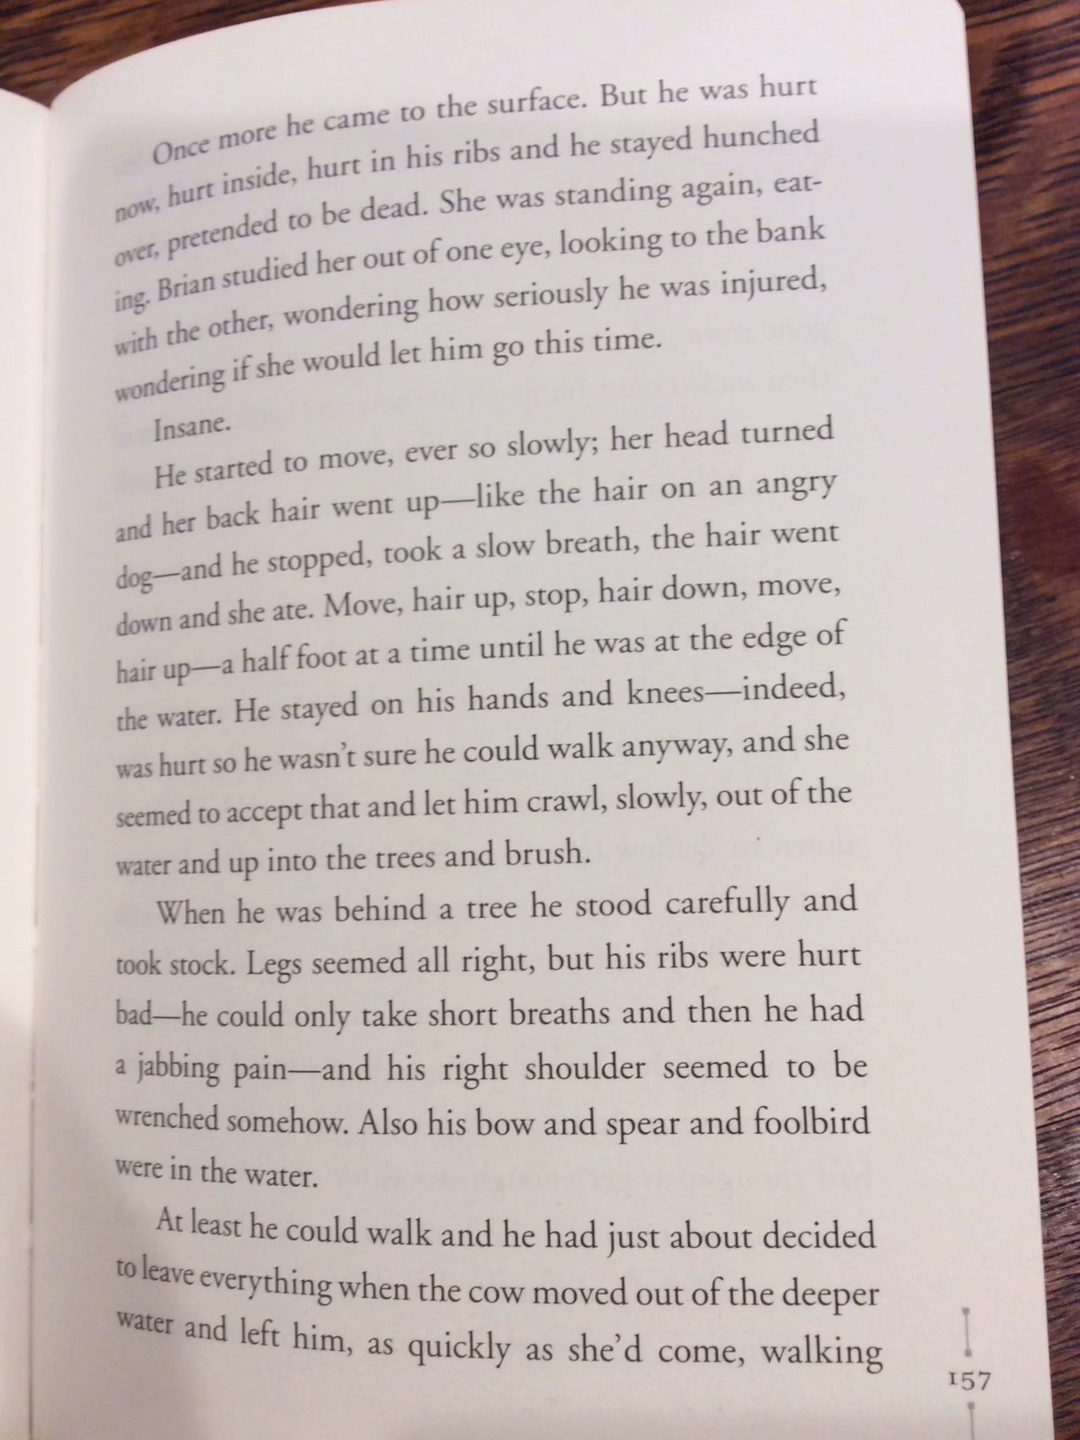 Once more he came to the surface. But he was hurt
now, hurt inside, hurt in his ribs and he stayed hunched
over, pretended to be dead. She was standing again, eat-
ing. Brian studied her out of one eye, looking to the bank
with the other, wondering how seriously he was injured,
wondering if she would let him go this time.
Insane.
He started to move, ever so slowly; her head turned
and her back hair went up—like the hair on an angry
dog—and he stopped, took a slow breath, the hair went
down and she ate. Move, hair up, stop, hair down, move,
hair up—a half foot at a time until he was at the edge of
the water. He stayed on his hands and knees—indeed,
was hurt so he wasn't sure he could walk anyway, and she
seemed to accept that and let him crawl, slowly, out of the
water and up into the trees and brush.
When he was behind a tree he stood carefully and
took stock. Legs seemed all right, but his ribs were hurt
bad—he could only take short breaths and then he had
a jabbing pain—and his right shoulder seemed to be
wrenched somehow. Also his bow and spear and foolbird
were in the water.
At least he could walk and he had just about decided
to leave everything when the cow moved out of the deeper
water and left him, as quickly as she'd come, walking
157